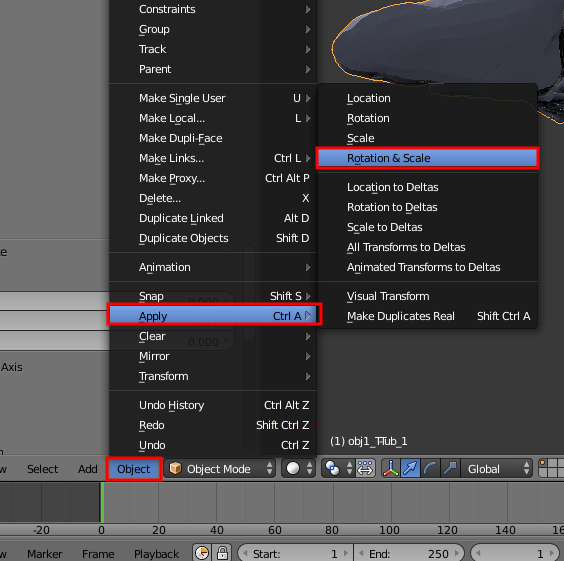 Constraints
Group
Track
Parent
Make Single User U
Make Local... L
Make Dupli-Face
Make Links... Ctrl L
Make Proxy... Ctrl Alt P
Delete... X
Duplicate Linked Alt D
Duplicate Objects Shift D
Animation
Snap Shift S
Apply Ctrl A
Clear
Mirror
Transform
Undo History Ctrl Alt Z
Redo Shift Ctrl Z
Undo Ctrl Z
Location
Rotation
Scale
Rotation & Scale
Location to Deltas
Rotation to Deltas
Scale to Deltas
All Transforms to Deltas
Animated Transforms to Deltas
Visual Transform
Make Duplicates Real Shift Ctrl A
0.000
0.000
Axis
(1) obj1_T-Tub_1
Select Add Object Object Mode Global
-20 0 20 40 60 80 100 120 140
Marker Frame Playback Start: 1 End: 250 1